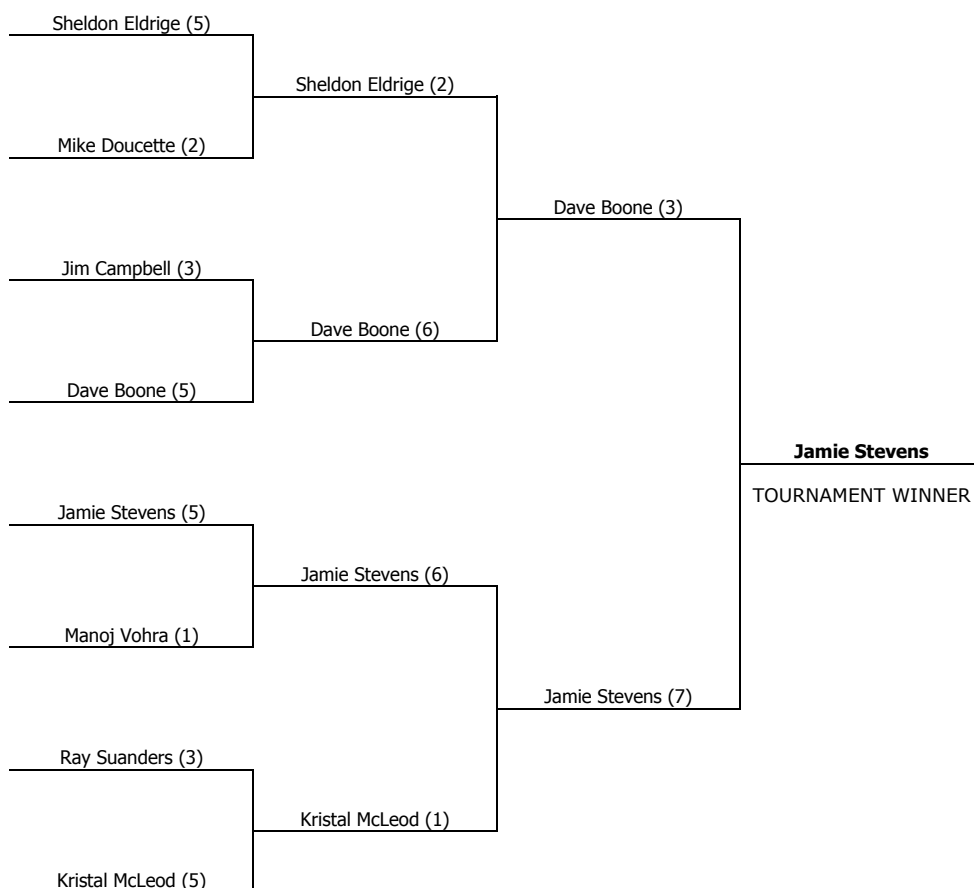 Sheldon Eldrige (5)
Sheldon Eldrige (2)
Mike Doucette (2)
Dave Boone (3)
Jim Campbell (3)
Dave Boone (6)
Dave Boone (5)
Jamie Stevens
TOURNAMENT WINNER
Jamie Stevens (5)
Jamie Stevens (6)
Manoj Vohra (1)
Jamie Stevens (7)
Ray Suanders (3)
Kristal McLeod (1)
Kristal McLeod (5)